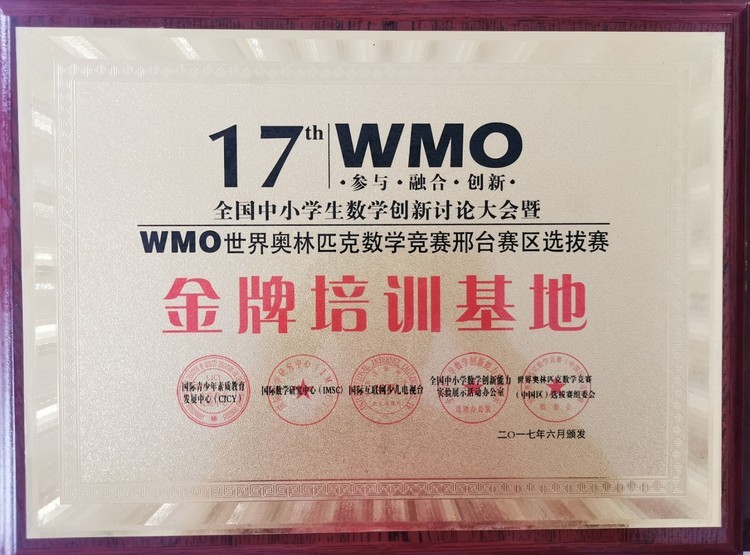 17th WMO
·参与·融合·创新·
全国中小学生数学创新讨论大会暨
WMO世界奥林匹克数学竞赛邢台赛区选拔赛
金牌培训基地
国际青少年素质教育
发展中心（CICY）
国际数学研究中心（IMSC）
国际互联网少儿电视台
全国中小学数学创新能力
实验展示活动办公室
世界奥林匹克数学竞赛
（中国区）选拔赛组委会
二〇一七年六月颁发